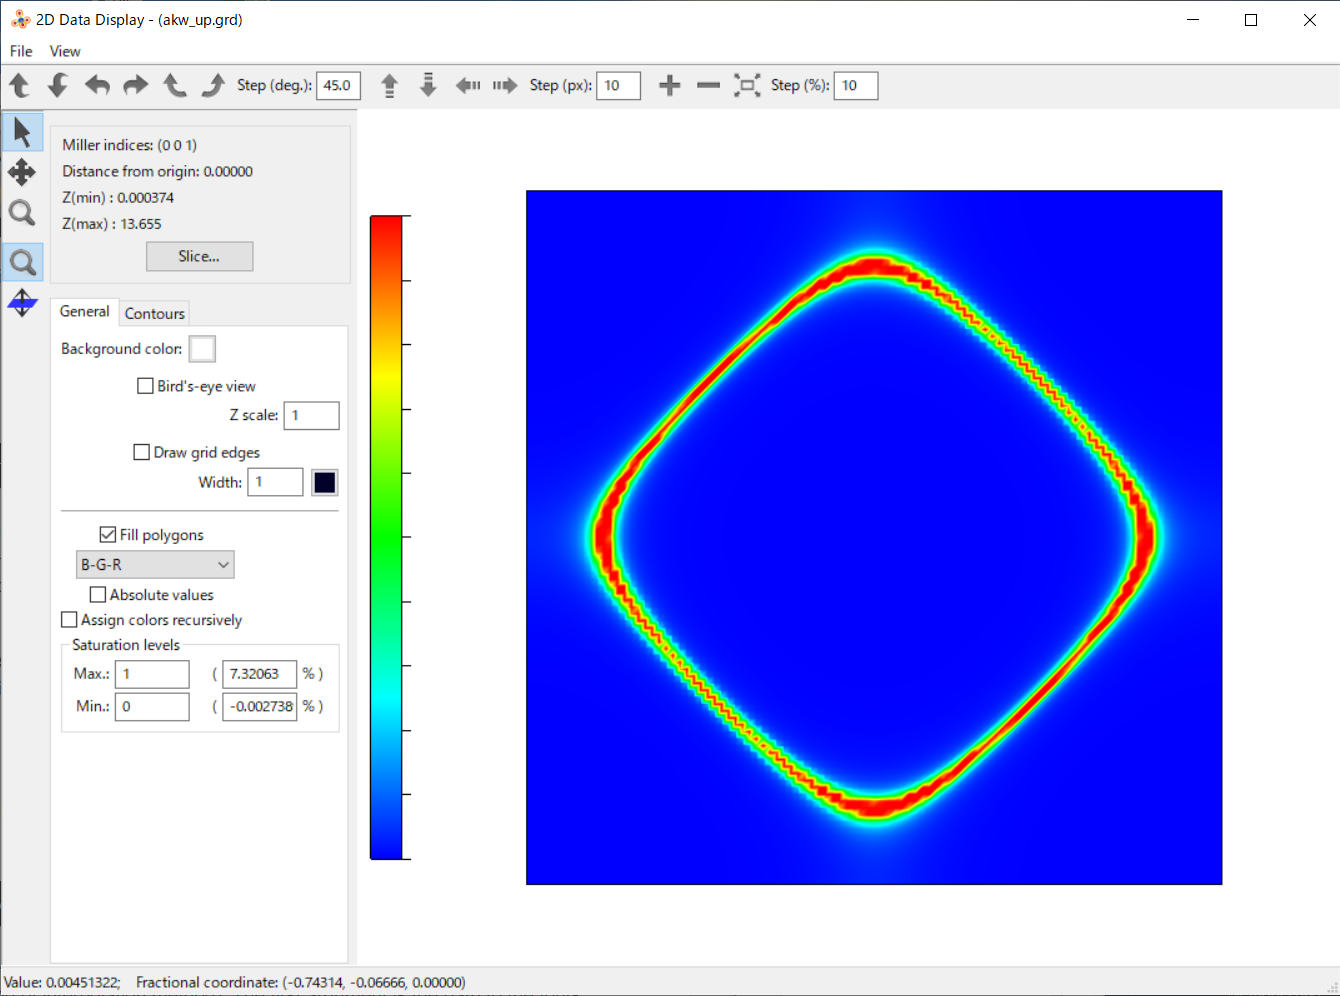 2D Data Display - (akw_up.grd)
File View
Step (deg.): 45.0 Step (px): 10 Step (%): 10
Miller indices: (0 0 1)
Distance from origin: 0.00000
Z(min) : 0.000374
Z(max) : 13.655
Slice...
General Contours
Background color:
Bird's-eye view
Z scale: 1
Draw grid edges
Width: 1
Fill polygons
B-G-R
Absolute values
Assign colors recursively
Saturation levels
Max.: 1 ( 7.32063 % )
Min.: 0 ( -0.002738 % )
Value: 0.00451322; Fractional coordinate: (-0.74314, -0.06666, 0.00000)